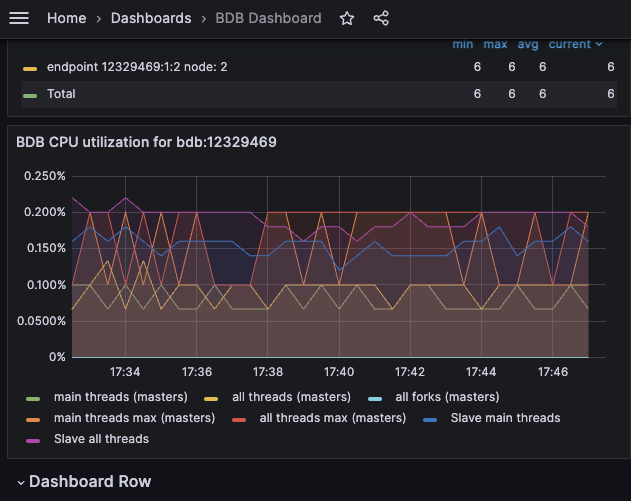 Home › Dashboards › BDB Dashboard
min max avg current
endpoint 12329469:1:2 node: 2 6 6 6 6
Total 6 6 6 6
BDB CPU utilization for bdb:12329469
0.250%
0.200%
0.150%
0.100%
0.0500%
0%
17:34 17:36 17:38 17:40 17:42 17:44 17:46
main threads (masters) all threads (masters) all forks (masters)
main threads max (masters) all threads max (masters) Slave main threads
Slave all threads
Dashboard Row